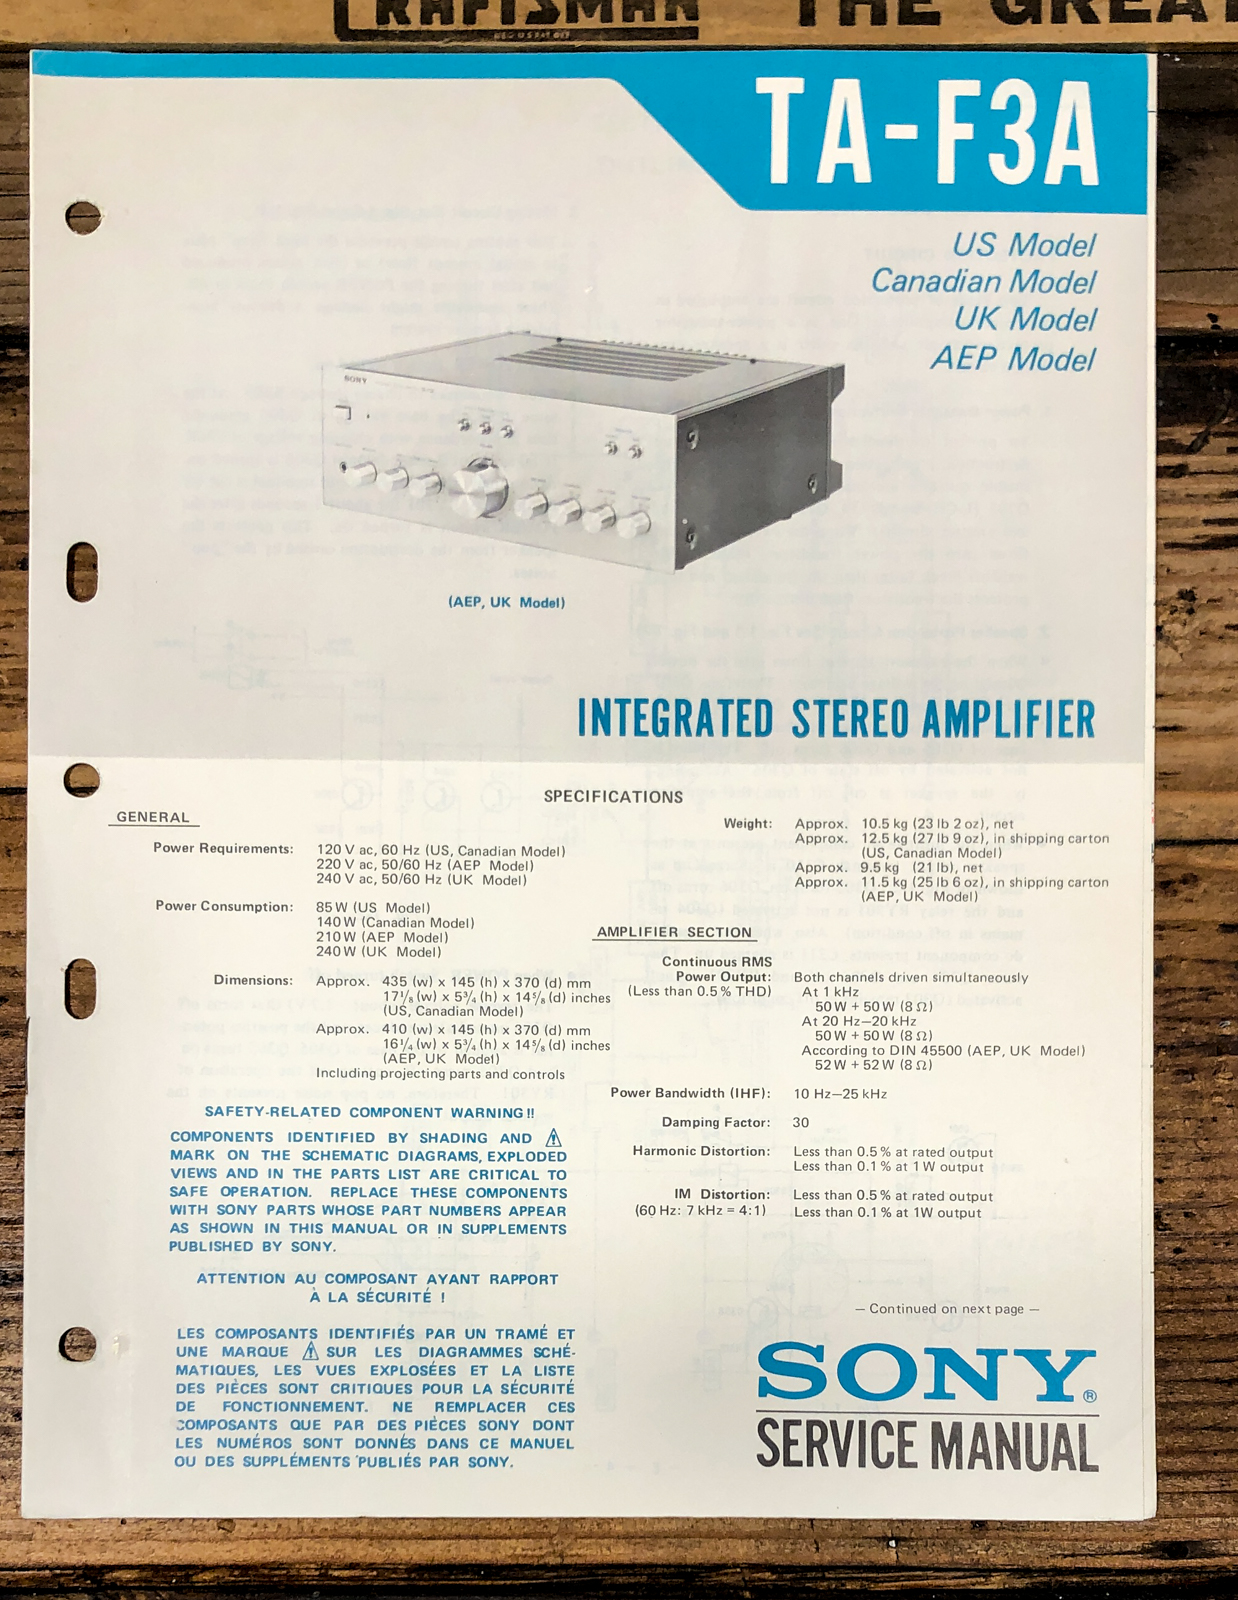 CRAFTSMAN THE GREAT
REG U S PAT OFF
TA-F3A
US Model
Canadian Model
UK Model
AEP Model
SONY
(AEP, UK Model)
INTEGRATED STEREO AMPLIFIER
SPECIFICATIONS
GENERAL
Power Requirements: 120 V ac, 60 Hz (US, Canadian Model)
220 V ac, 50/60 Hz (AEP Model)
240 V ac, 50/60 Hz (UK Model)
Power Consumption: 85 W (US Model)
140 W (Canadian Model)
210 W (AEP Model)
240 W (UK Model)
Dimensions: Approx. 435 (w) x 145 (h) x 370 (d) mm
17⅛ (w) x 5¾ (h) x 14⅝ (d) inches
(US, Canadian Model)
Approx. 410 (w) x 145 (h) x 370 (d) mm
16¼ (w) x 5¾ (h) x 14⅝ (d) inches
(AEP, UK Model)
Including projecting parts and controls
SAFETY-RELATED COMPONENT WARNING!!
COMPONENTS IDENTIFIED BY SHADING AND ⚠
MARK ON THE SCHEMATIC DIAGRAMS, EXPLODED
VIEWS AND IN THE PARTS LIST ARE CRITICAL TO
SAFE OPERATION. REPLACE THESE COMPONENTS
WITH SONY PARTS WHOSE PART NUMBERS APPEAR
AS SHOWN IN THIS MANUAL OR IN SUPPLEMENTS
PUBLISHED BY SONY.
ATTENTION AU COMPOSANT AYANT RAPPORT
À LA SÉCURITÉ !
LES COMPOSANTS IDENTIFIÉS PAR UN TRAMÉ ET
UNE MARQUE ⚠ SUR LES DIAGRAMMES SCHÉ-
MATIQUES, LES VUES EXPLOSÉES ET LA LISTE
DES PIÈCES SONT CRITIQUES POUR LA SÉCURITÉ
DE FONCTIONNEMENT. NE REMPLACER CES
COMPOSANTS QUE PAR DES PIÈCES SONY DONT
LES NUMÉROS SONT DONNÉS DANS CE MANUEL
OU DES SUPPLÉMENTS PUBLIÉS PAR SONY.
Weight: Approx. 10.5 kg (23 lb 2 oz), net
Approx. 12.5 kg (27 lb 9 oz), in shipping carton
(US, Canadian Model)
Approx. 9.5 kg (21 lb), net
Approx. 11.5 kg (25 lb 6 oz), in shipping carton
(AEP, UK Model)
AMPLIFIER SECTION
Continuous RMS
Power Output: Both channels driven simultaneously
(Less than 0.5 % THD) At 1 kHz
50 W + 50 W (8 Ω)
At 20 Hz–20 kHz
50 W + 50 W (8 Ω)
According to DIN 45500 (AEP, UK Model)
52 W + 52 W (8 Ω)
Power Bandwidth (IHF): 10 Hz–25 kHz
Damping Factor: 30
Harmonic Distortion: Less than 0.5 % at rated output
Less than 0.1 % at 1 W output
IM Distortion: Less than 0.5 % at rated output
(60 Hz: 7 kHz = 4:1) Less than 0.1 % at 1W output
– Continued on next page –
SONY®
SERVICE MANUAL